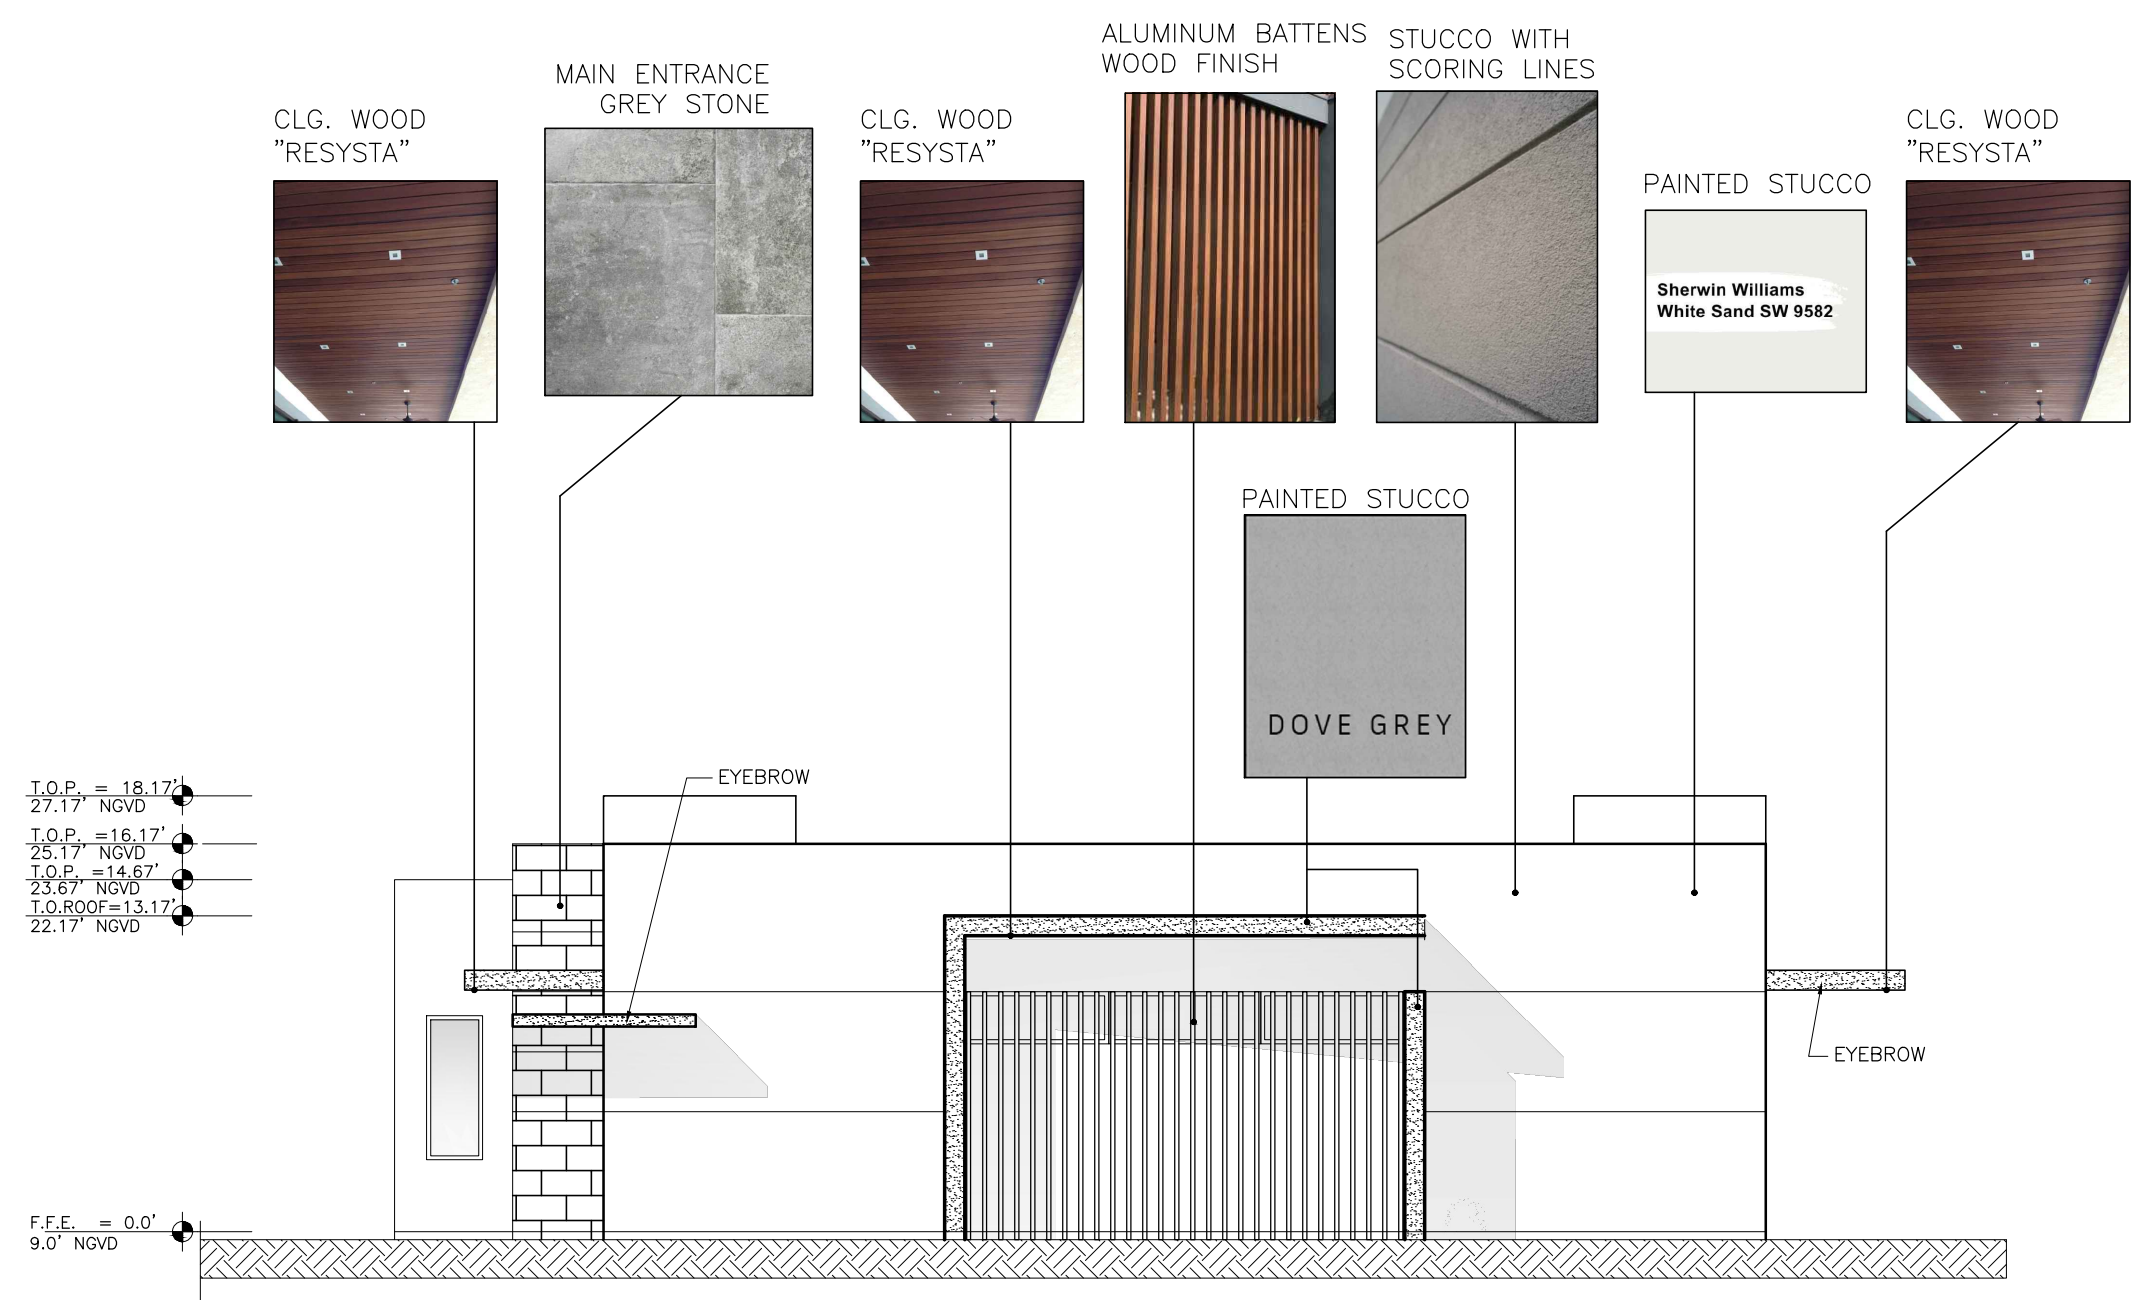 ALUMINUM BATTENS
WOOD FINISH
STUCCO WITH
SCORING LINES
MAIN ENTRANCE
GREY STONE
CLG. WOOD
"RESYSTA"
CLG. WOOD
"RESYSTA"
CLG. WOOD
"RESYSTA"
PAINTED STUCCO
Sherwin Williams
White Sand SW 9582
PAINTED STUCCO
DOVE GREY
EYEBROW
T.O.P. = 18.17'
27.17' NGVD
T.O.P. =16.17'
25.17' NGVD
T.O.P. =14.67'
23.67' NGVD
T.O.ROOF=13.17'
22.17' NGVD
EYEBROW
F.F.E. = 0.0'
9.0' NGVD